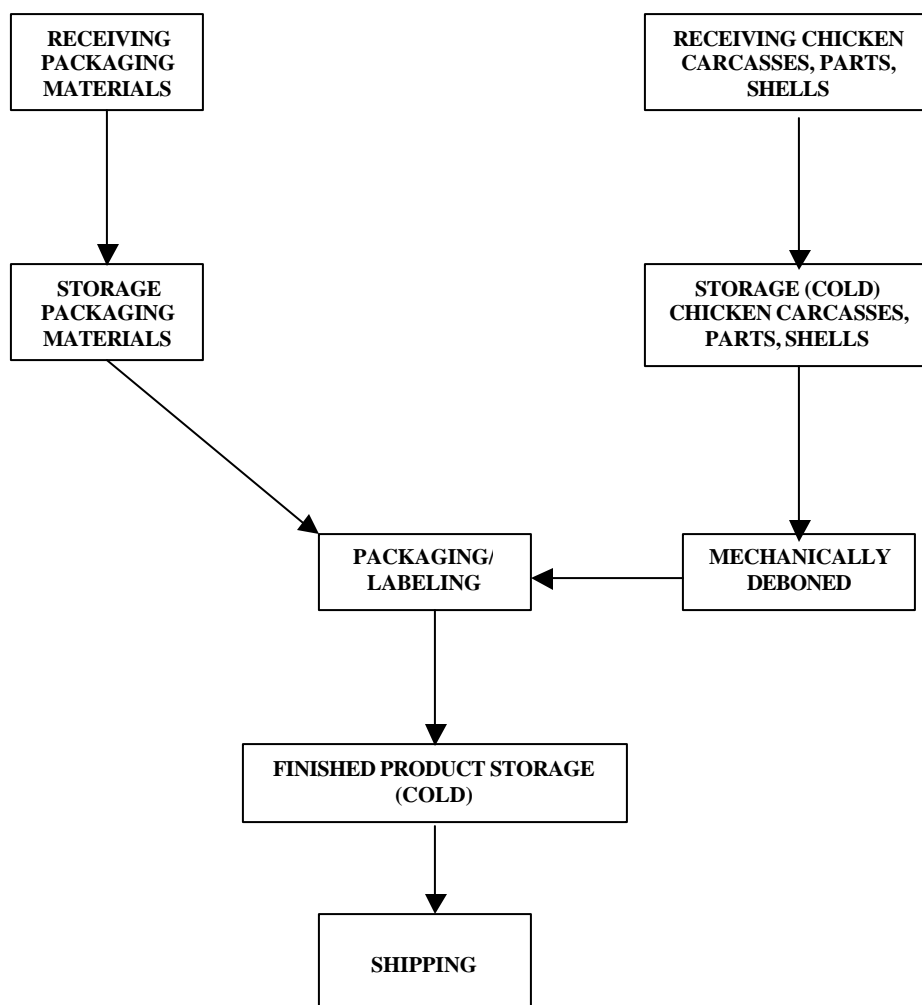 RECEIVING
PACKAGING
MATERIALS
RECEIVING CHICKEN
CARCASSES, PARTS,
SHELLS
STORAGE
PACKAGING
MATERIALS
STORAGE (COLD)
CHICKEN CARCASSES,
PARTS, SHELLS
PACKAGING/
LABELING
MECHANICALLY
DEBONED
FINISHED PRODUCT STORAGE
(COLD)
SHIPPING